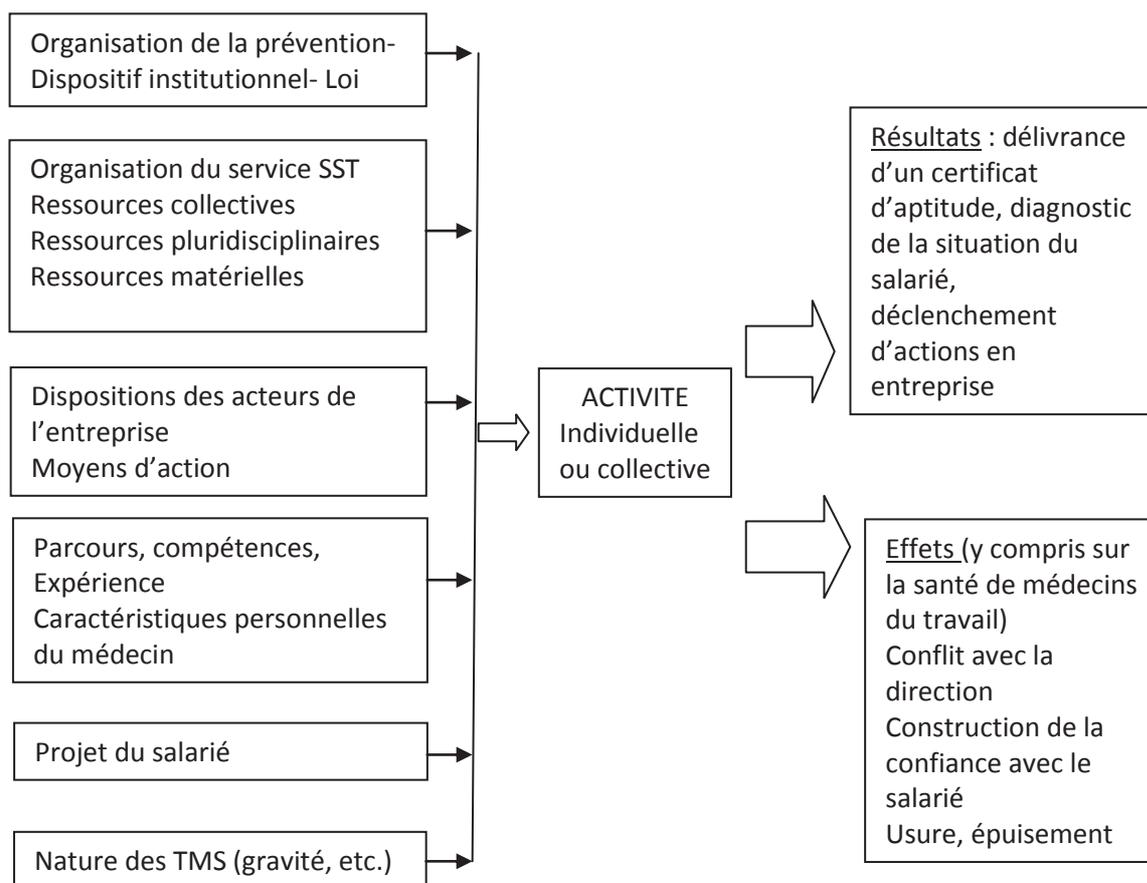 Organisation de la prévention-
Dispositif institutionnel- Loi
Organisation du service SST
Ressources collectives
Ressources pluridisciplinaires
Ressources matérielles
Dispositions des acteurs de
l’entreprise
Moyens d’action
Parcours, compétences,
Expérience
Caractéristiques personnelles
du médecin
Projet du salarié
Nature des TMS (gravité, etc.)
ACTIVITE
Individuelle
ou collective
Résultats : délivrance
d’un certificat
d’aptitude, diagnostic
de la situation du
salarié,
déclenchement
d’actions en
entreprise
Effets (y compris sur
la santé de médecins
du travail)
Conflit avec la
direction
Construction de la
confiance avec le
salarié
Usure, épuisement